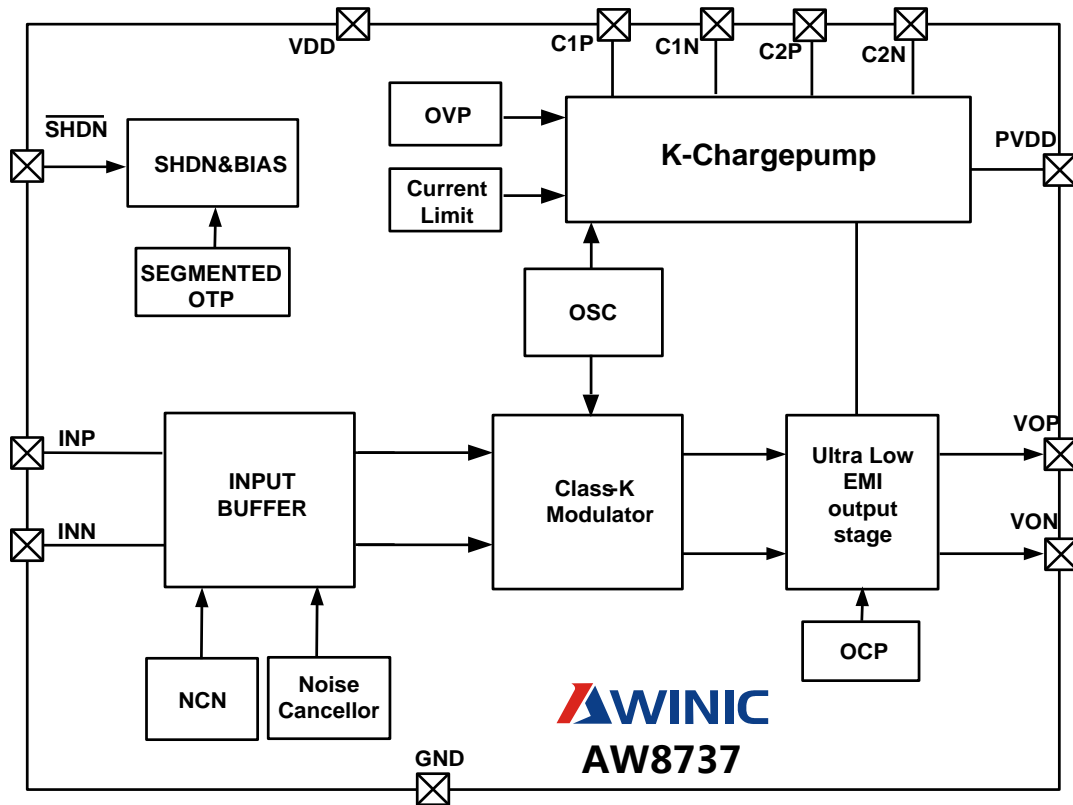 VDD
C1P
C1N
C2P
C2N
SHDN
SHDN&BIAS
OVP
K-Chargepump
PVDD
Current
Limit
SEGMENTED
OTP
OSC
INP
INPUT
BUFFER
INN
Class-K
Modulator
Ultra Low
EMI
output
stage
VOP
VON
NCN
Noise
Cancellor
OCP
AWINIC
AW8737
GND